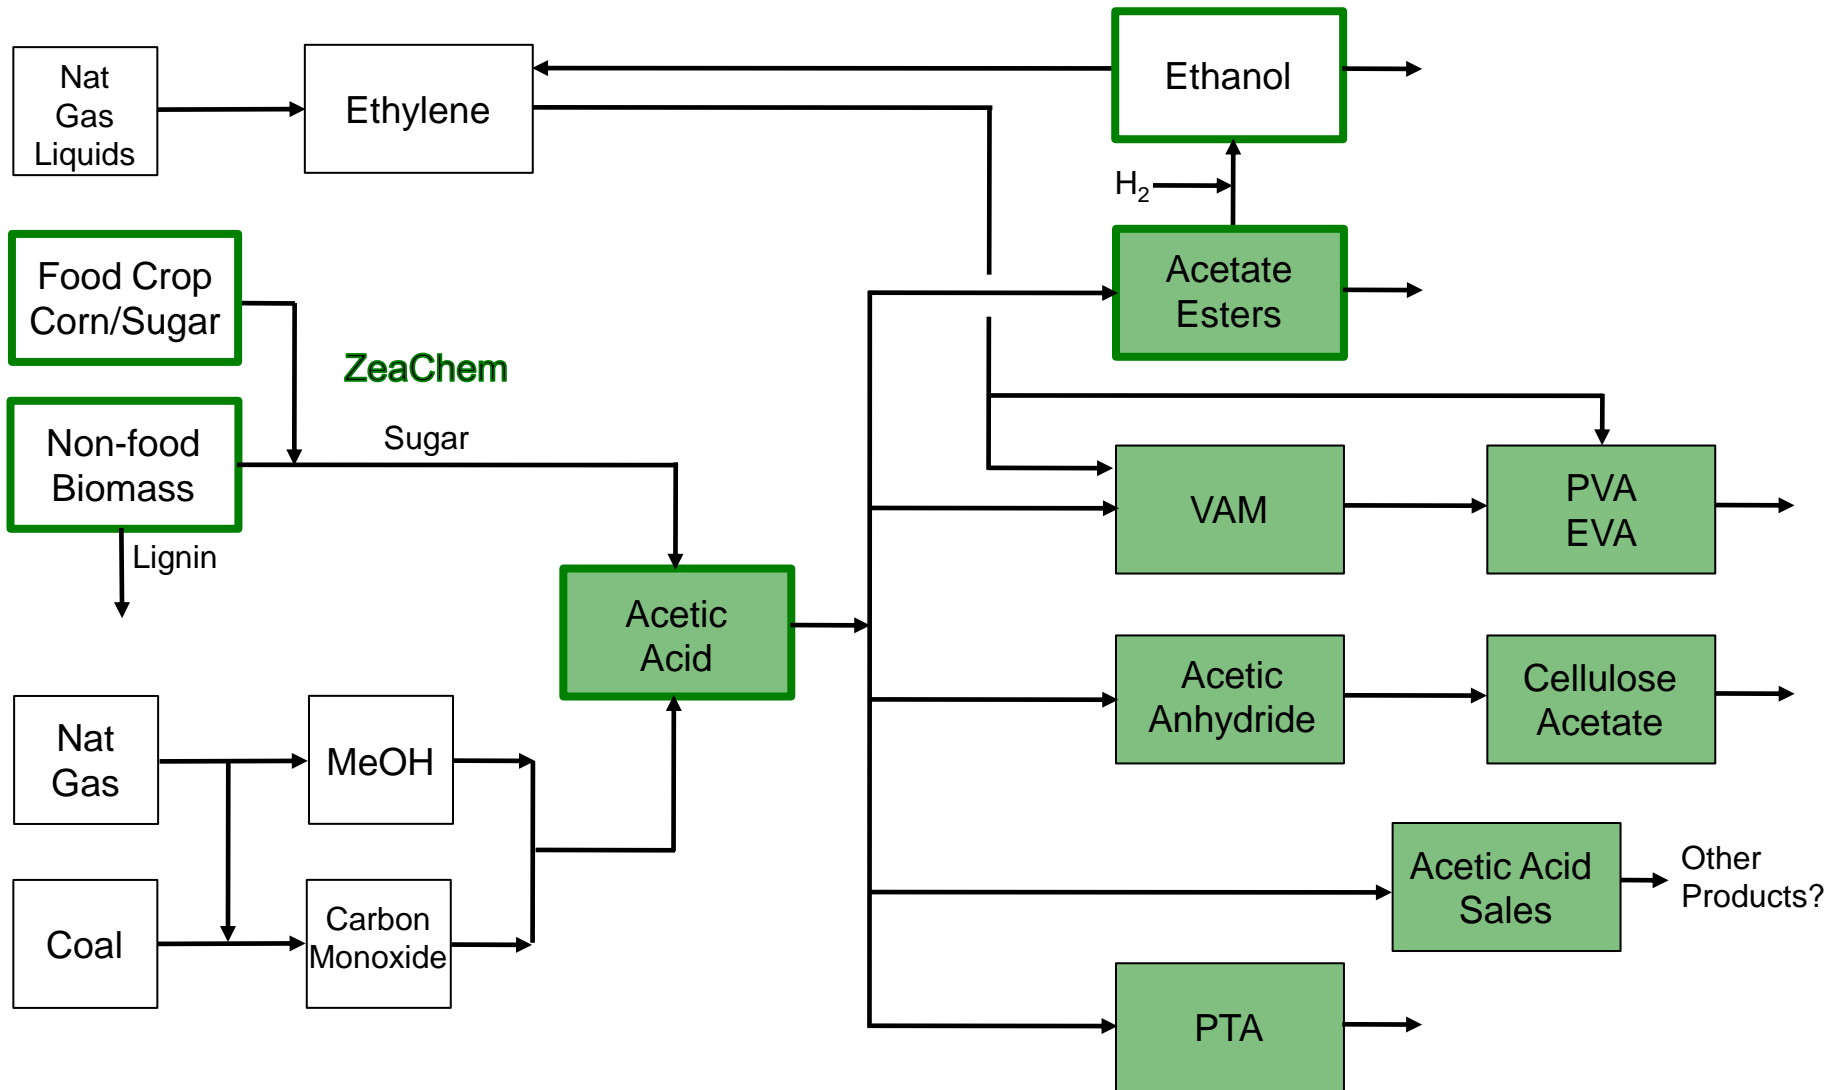 Nat
Gas
Liquids
Ethylene
Ethanol
H₂
Food Crop
Corn/Sugar
Acetate
Esters
ZeaChem
Non-food
Biomass
Sugar
Lignin
VAM
PVA
EVA
Acetic
Acid
Acetic
Anhydride
Cellulose
Acetate
Nat
Gas
MeOH
Coal
Carbon
Monoxide
Acetic Acid
Sales
Other
Products?
PTA